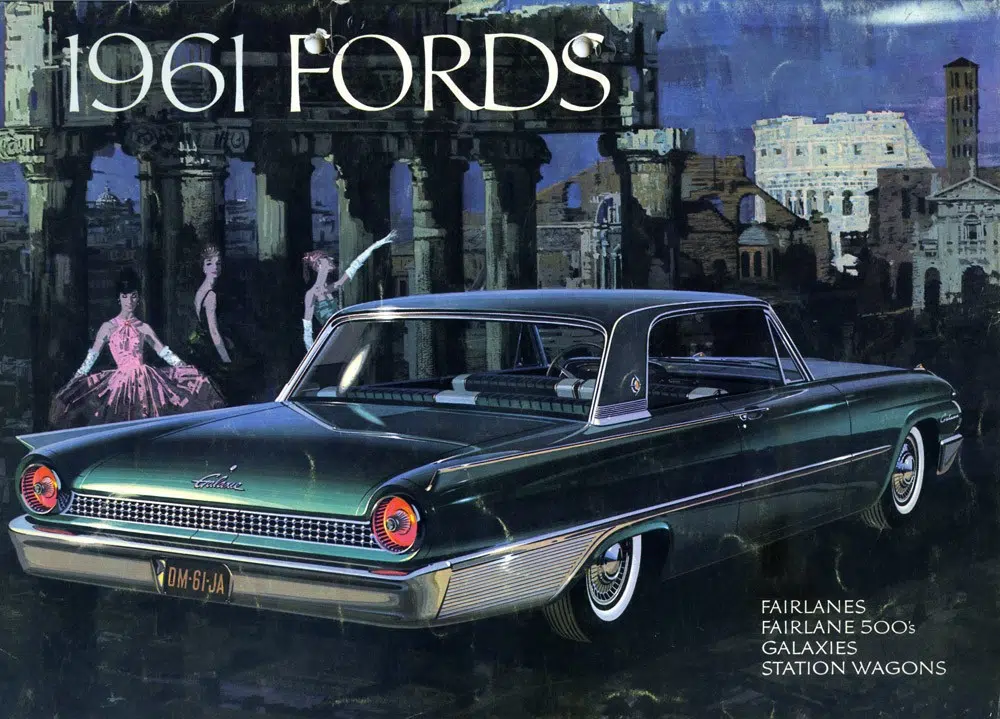 1961 FORDS
Galaxie
DM·61·JA
FAIRLANES
FAIRLANE 500's
GALAXIES
STATION WAGONS